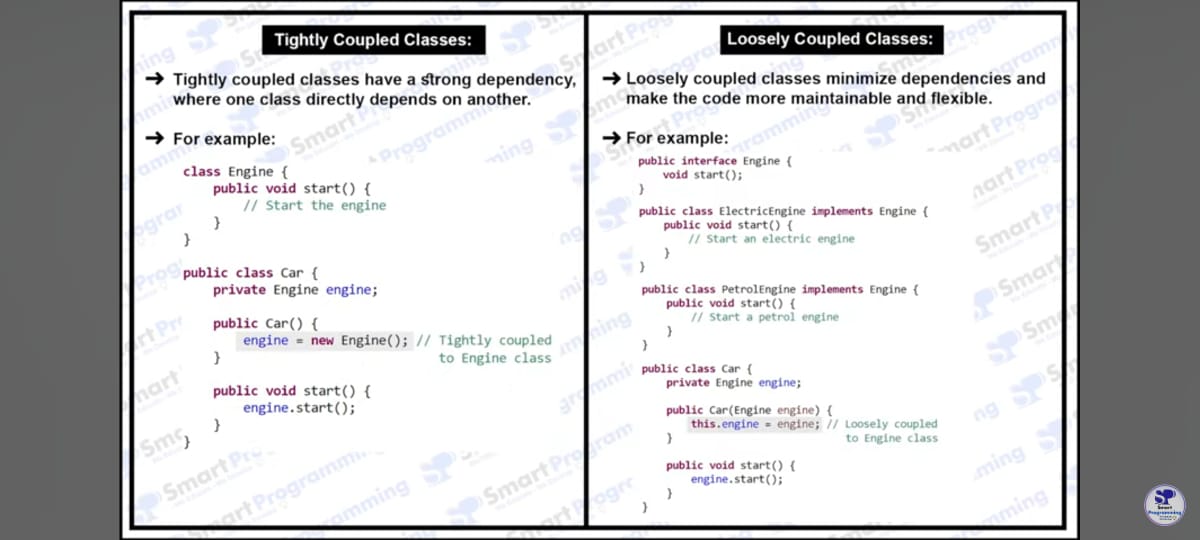 Tightly Coupled Classes:
→ Tightly coupled classes have a strong dependency,
where one class directly depends on another.
→ For example:
class Engine {
public void start() {
// Start the engine
}
}
public class Car {
private Engine engine;
public Car() {
engine = new Engine(); // Tightly coupled
to Engine class
}
public void start() {
engine.start();
}
}
Loosely Coupled Classes:
→ Loosely coupled classes minimize dependencies and
make the code more maintainable and flexible.
→ For example:
public interface Engine {
void start();
}
public class ElectricEngine implements Engine {
public void start() {
// Start an electric engine
}
}
public class PetrolEngine implements Engine {
public void start() {
// Start a petrol engine
}
}
public class Car {
private Engine engine;
public Car(Engine engine) {
this.engine = engine; // Loosely coupled
to Engine class
}
public void start() {
engine.start();
}
}
Smart
Programming